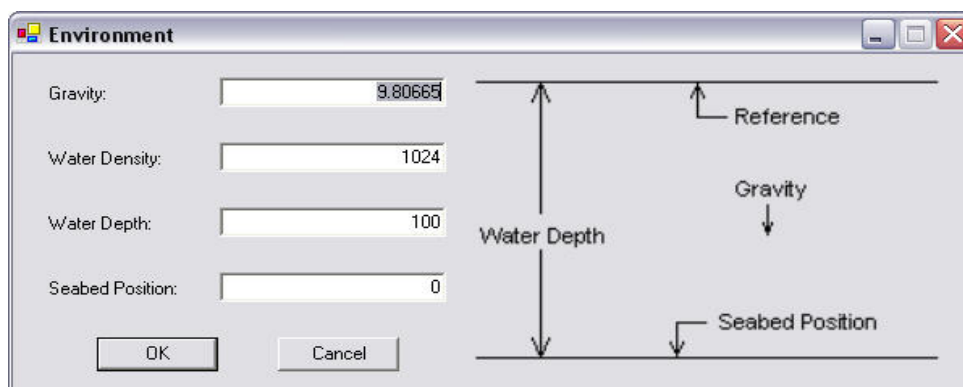 Environment
Gravity: 9.80665
Water Density: 1024
Water Depth: 100
Seabed Position: 0
OK Cancel
Reference
Gravity
Water Depth
Seabed Position